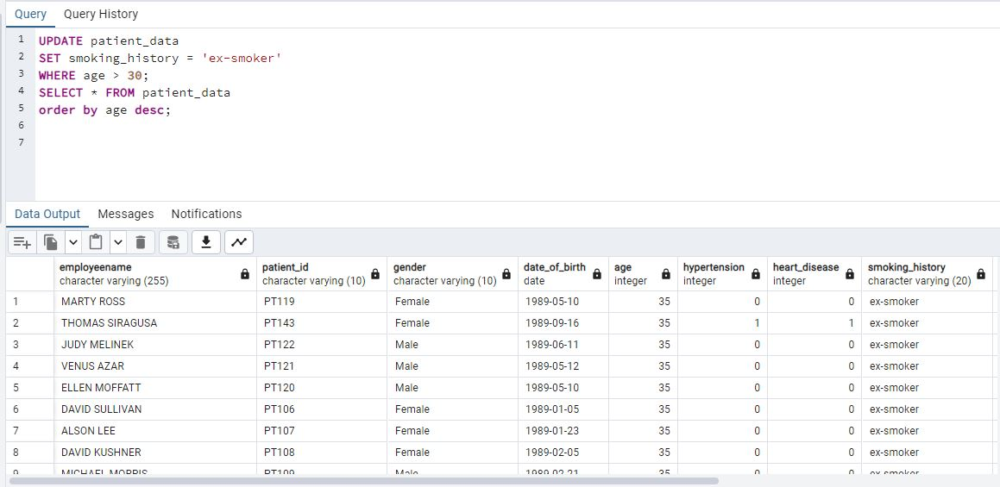 Query Query History
1 UPDATE patient_data
2 SET smoking_history = 'ex-smoker'
3 WHERE age > 30;
4 SELECT * FROM patient_data
5 order by age desc;
6
7
Data Output Messages Notifications
employeename patient_id gender date_of_birth age hypertension heart_disease smoking_history
character varying (255) character varying (10) character varying (10) date integer integer integer character varying (20)
1 MARTY ROSS PT119 Female 1989-05-10 35 0 0 ex-smoker
2 THOMAS SIRAGUSA PT143 Female 1989-09-16 35 1 1 ex-smoker
3 JUDY MELINEK PT122 Male 1989-06-11 35 0 0 ex-smoker
4 VENUS AZAR PT121 Male 1989-05-12 35 0 0 ex-smoker
5 ELLEN MOFFATT PT120 Male 1989-05-10 35 0 0 ex-smoker
6 DAVID SULLIVAN PT106 Female 1989-01-05 35 0 0 ex-smoker
7 ALSON LEE PT107 Female 1989-01-23 35 0 0 ex-smoker
8 DAVID KUSHNER PT108 Female 1989-02-05 35 0 0 ex-smoker
9 MICHAEL MORRIS PT109 Male 1989-02-21 35 0 0 ex-smoker